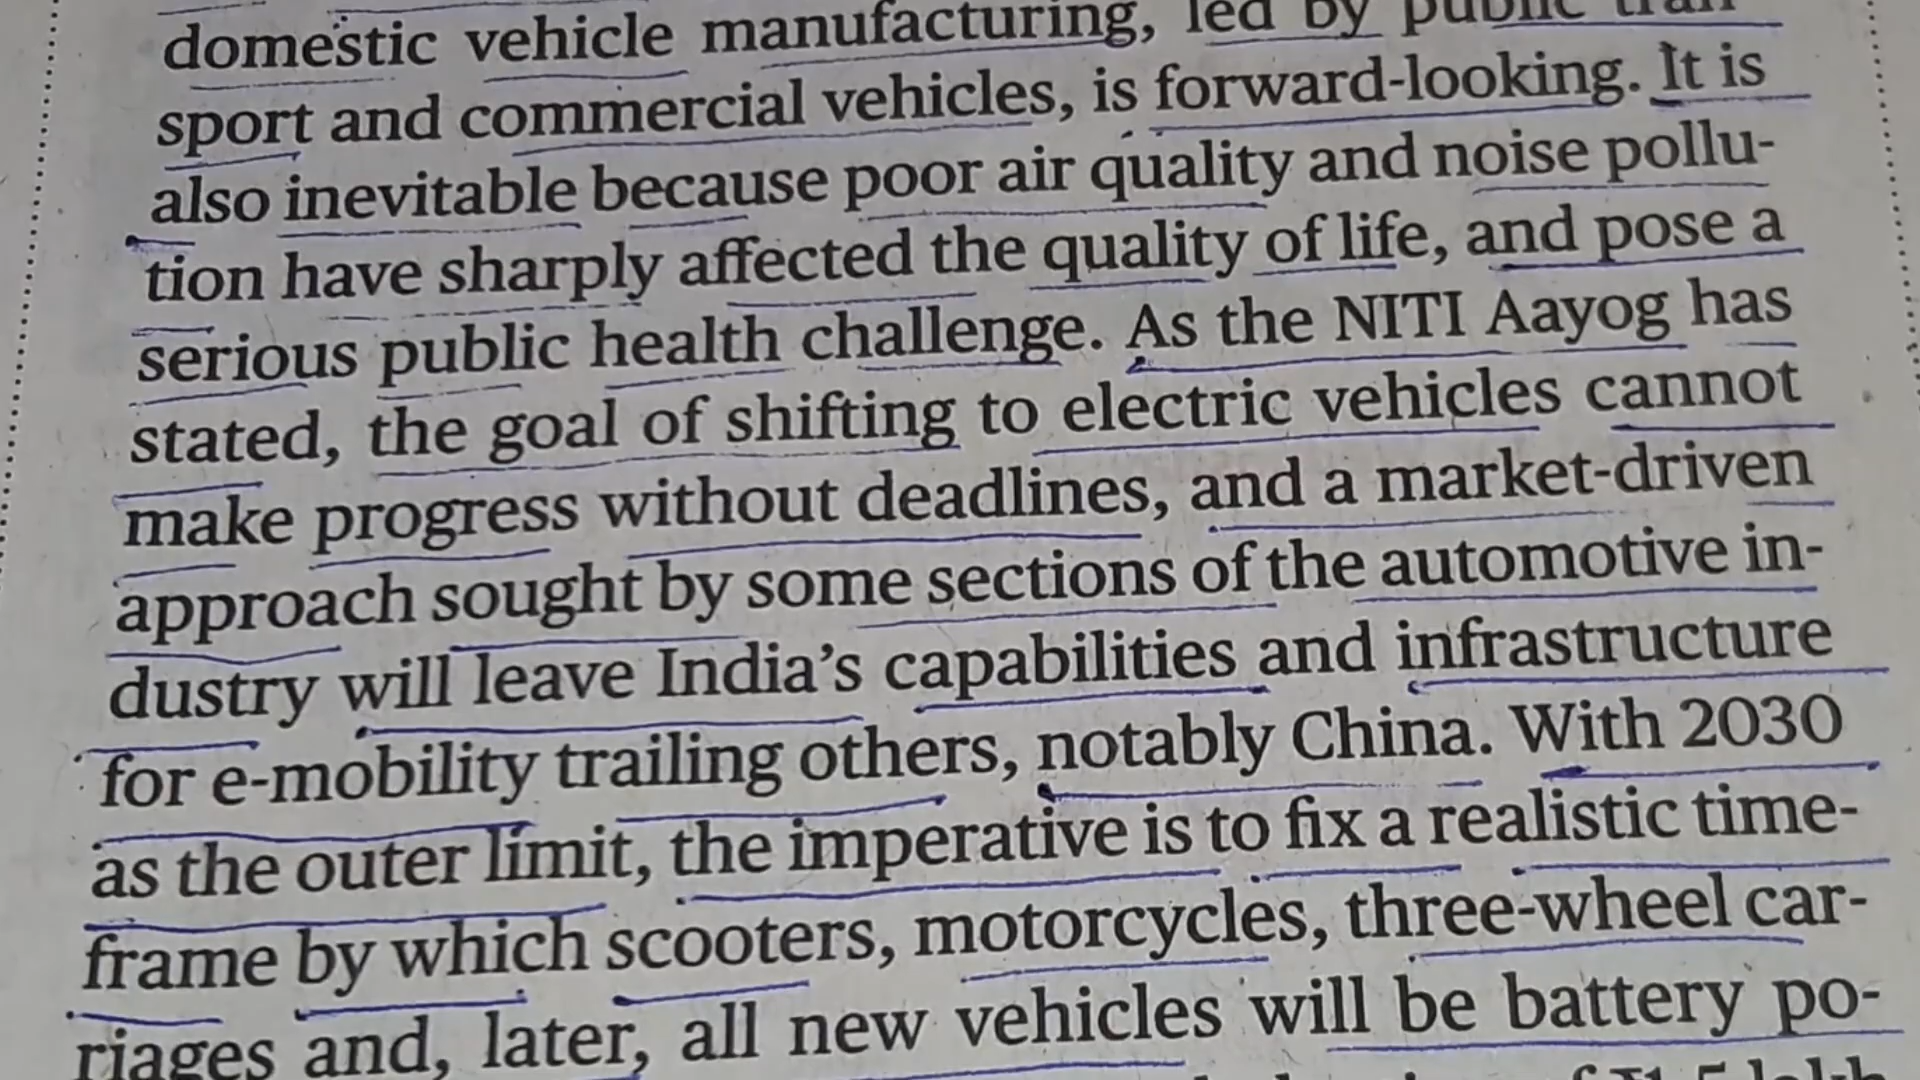 domestic vehicle manufacturing, led by public tran
sport and commercial vehicles, is forward-looking. It is
also inevitable because poor air quality and noise pollu-
tion have sharply affected the quality of life, and pose a
serious public health challenge. As the NITI Aayog has
stated, the goal of shifting to electric vehicles cannot
make progress without deadlines, and a market-driven
approach sought by some sections of the automotive in-
dustry will leave India’s capabilities and infrastructure
for e-mobility trailing others, notably China. With 2030
as the outer limit, the imperative is to fix a realistic time-
frame by which scooters, motorcycles, three-wheel car-
riages and, later, all new vehicles will be battery po-